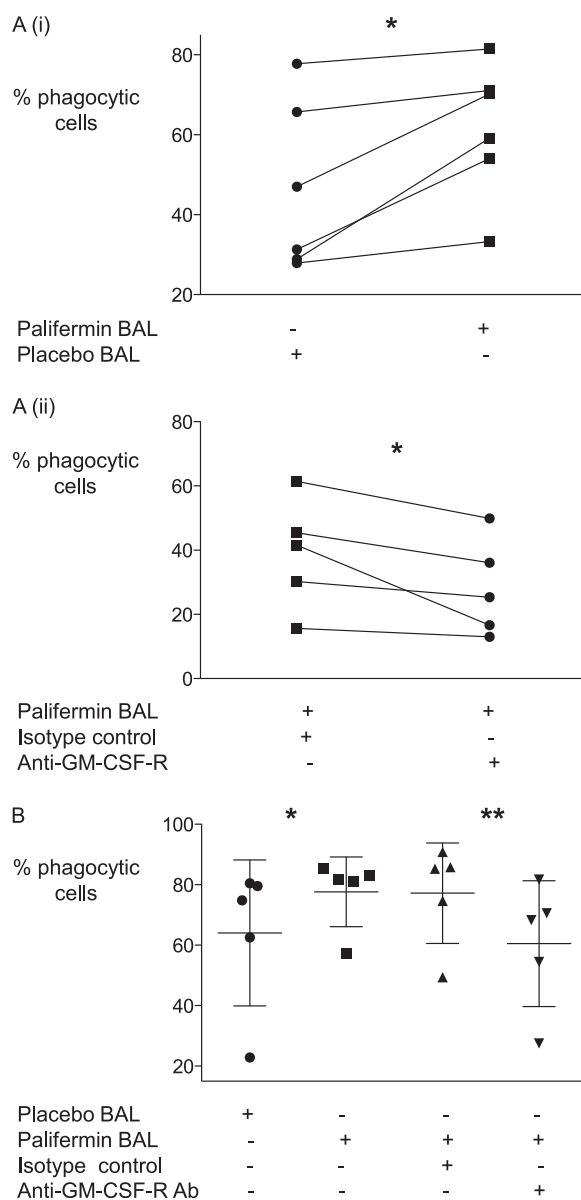 A (i)
*
% phagocytic
cells
80
60
40
20
Palifermin BAL - +
Placebo BAL + -
A (ii)
*
% phagocytic
cells
80
60
40
20
0
Palifermin BAL + +
Isotype control + -
Anti-GM-CSF-R - +
B
* **
% phagocytic
cells
100
80
60
40
20
Placebo BAL + - - -
Palifermin BAL - + + +
Isotype control - - + -
Anti-GM-CSF-R Ab - - - +